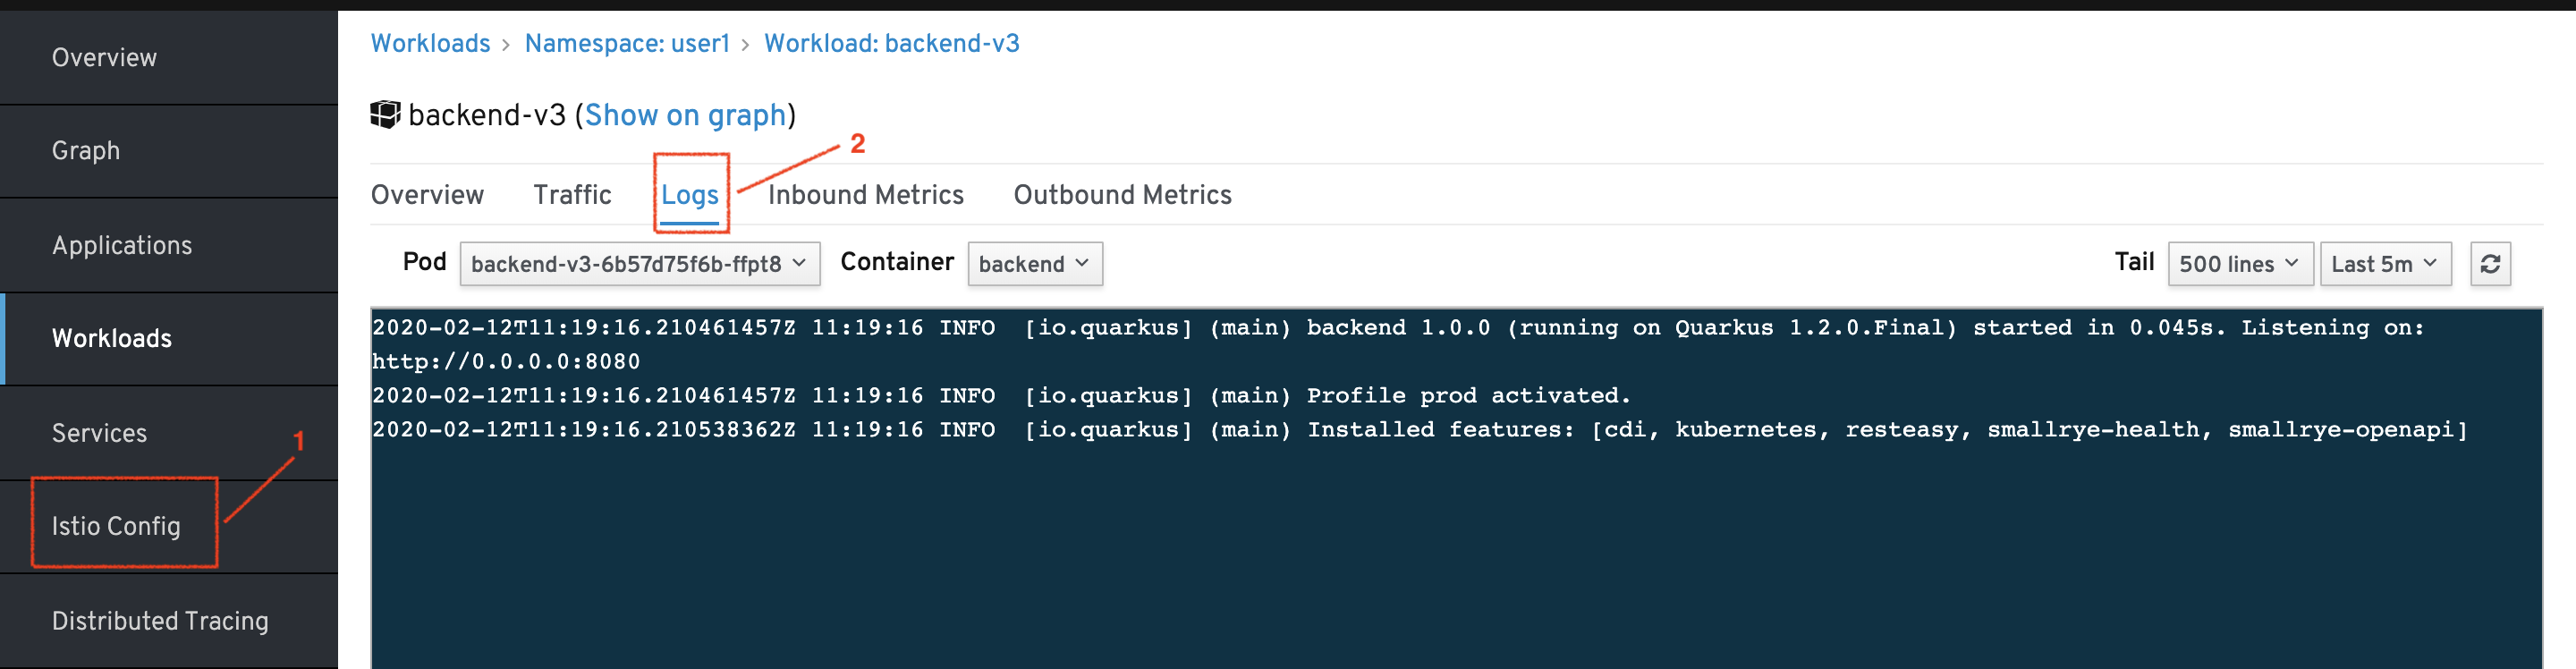 Overview
Graph
Applications
Workloads
Services
1
Istio Config
Distributed Tracing
Workloads › Namespace: user1 › Workload: backend-v3
backend-v3 (Show on graph)
2
Overview Traffic Logs Inbound Metrics Outbound Metrics
Pod backend-v3-6b57d75f6b-ffpt8 Container backend Tail 500 lines Last 5m
2020-02-12T11:19:16.210461457Z 11:19:16 INFO  [io.quarkus] (main) backend 1.0.0 (running on Quarkus 1.2.0.Final) started in 0.045s. Listening on:
http://0.0.0.0:8080
2020-02-12T11:19:16.210461457Z 11:19:16 INFO  [io.quarkus] (main) Profile prod activated.
2020-02-12T11:19:16.210538362Z 11:19:16 INFO  [io.quarkus] (main) Installed features: [cdi, kubernetes, resteasy, smallrye-health, smallrye-openapi]